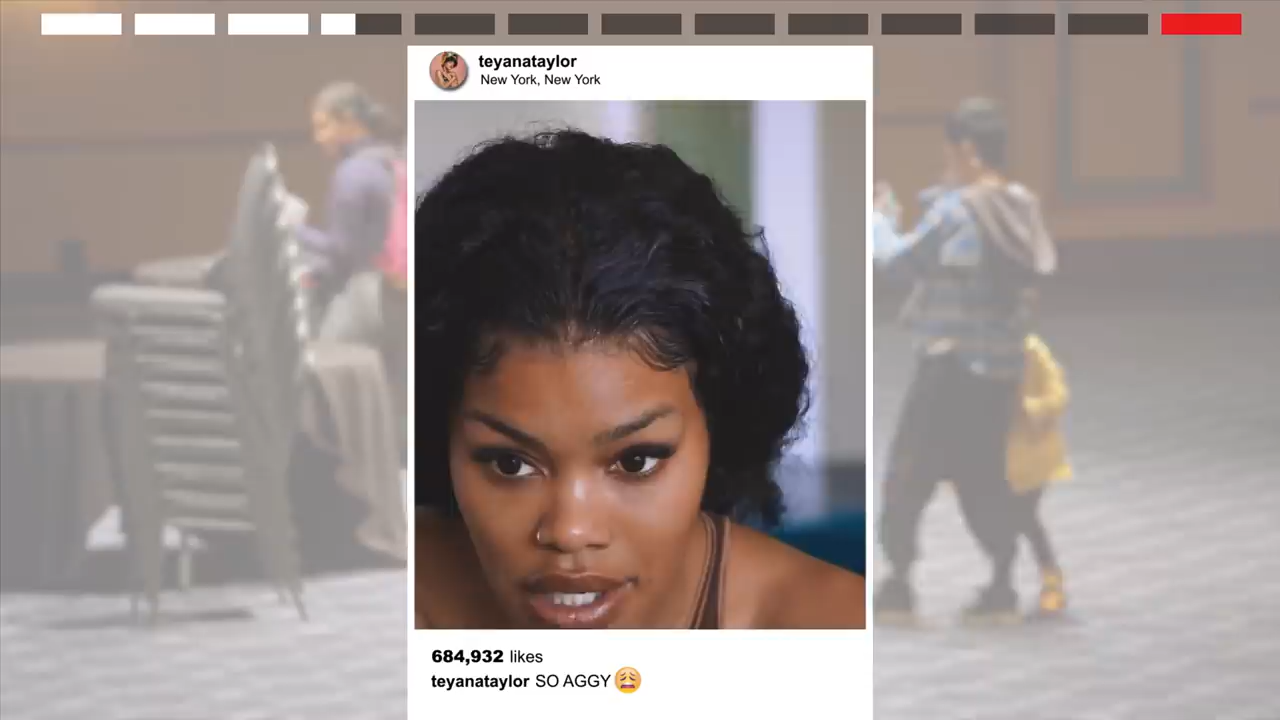 teyanataylor
New York, New York
684,932 likes
teyanataylor SO AGGY😩